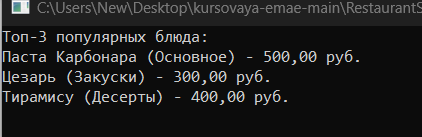 C:\Users\New\Desktop\kursovaya-emae-main\Restaurant
Топ-3 популярных блюда:
Паста Карбонара (Основное) - 500,00 руб.
Цезарь (Закуски) - 300,00 руб.
Тирамису (Десерты) - 400,00 руб.